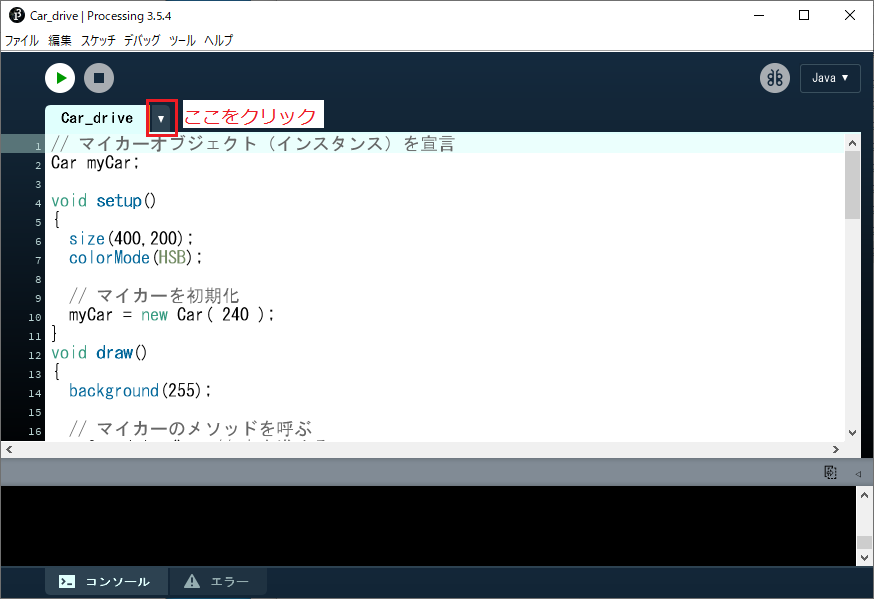 Car_drive | Processing 3.5.4
ファイル 編集 スケッチ デバッグ ツール ヘルプ
Java ▼
Car_drive ▼ ここをクリック
1 // マイカーオブジェクト（インスタンス）を宣言
2 Car myCar;
3
4 void setup()
5 {
6 size(400,200);
7 colorMode(HSB);
8
9 // マイカーを初期化
10 myCar = new Car( 240 );
11 }
12 void draw()
13 {
14 background(255);
15
16 // マイカーのメソッドを呼ぶ
コンソール エラー